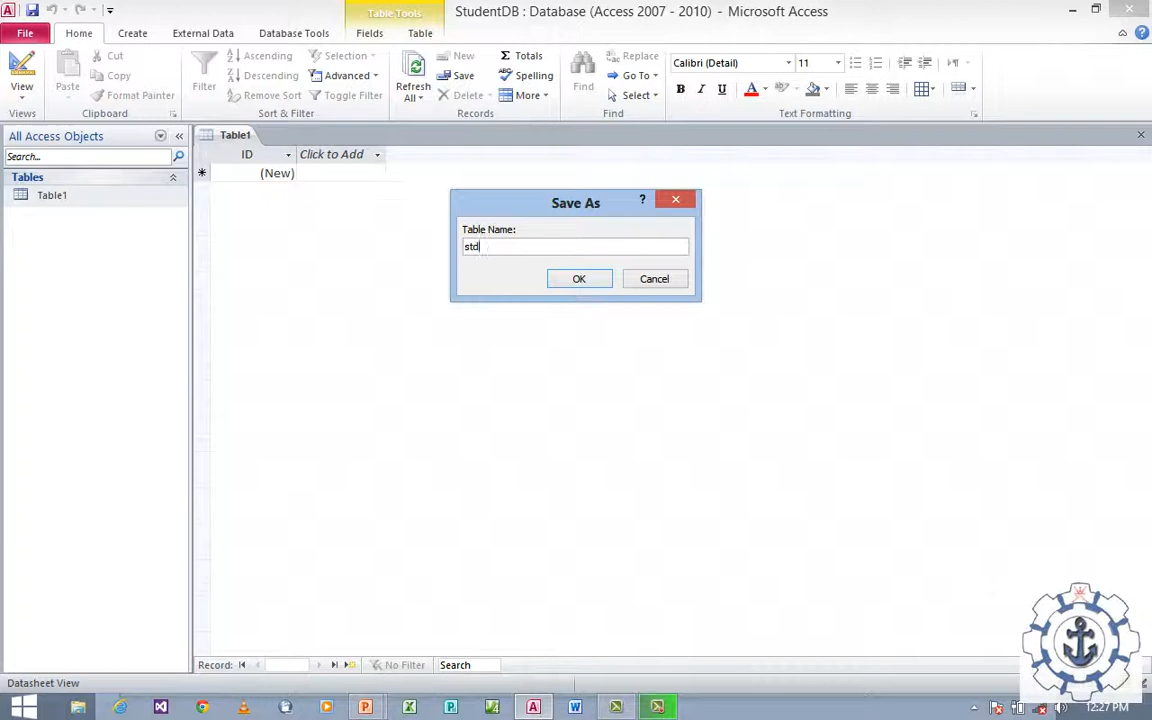 Table Tools
StudentDB : Database (Access 2007 - 2010) - Microsoft Access
File Home Create External Data Database Tools Fields Table
View
Views
Paste
Cut
Copy
Format Painter
Clipboard
Filter
Ascending
Descending
Remove Sort
Selection
Advanced
Toggle Filter
Sort & Filter
Refresh
All
New
Save
Delete
Totals
Spelling
More
Records
Find
Replace
Go To
Select
Find
Calibri (Detail) 11
B I U A ab
Text Formatting
All Access Objects
Search...
Tables
Table1
Table1
ID Click to Add
* (New)
Save As
Table Name:
std
OK Cancel
Record: No Filter Search
Datasheet View
12:27 PM